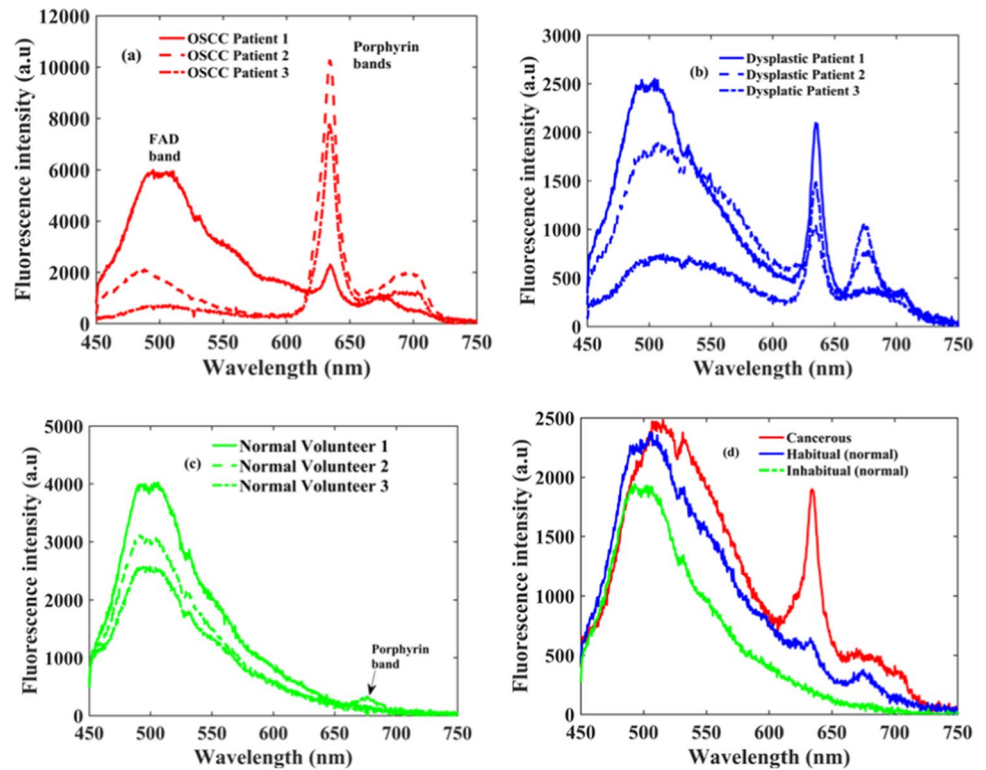 12000
10000
8000
6000
4000
2000
0
Fluorescence intensity (a.u)
(a)
OSCC Patient 1
OSCC Patient 2
OSCC Patient 3
Porphyrin
bands
FAD
band
450 500 550 600 650 700 750
Wavelength (nm)
3000
2500
2000
1500
1000
500
0
Fluorescence intensity (a.u)
(b)
Dysplastic Patient 1
Dysplastic Patient 2
Dysplatic Patient 3
450 500 550 600 650 700 750
Wavelength (nm)
5000
4000
3000
2000
1000
0
Fluorescence intensity (a.u)
(c)
Normal Volunteer 1
Normal Volunteer 2
Normal Volunteer 3
Porphyrin
band
450 500 550 600 650 700 750
Wavelength (nm)
2500
2000
1500
1000
500
0
Fluorescence intensity (a.u)
(d)
Cancerous
Habitual (normal)
Inhabitual (normal)
450 500 550 600 650 700 750
Wavelength (nm)